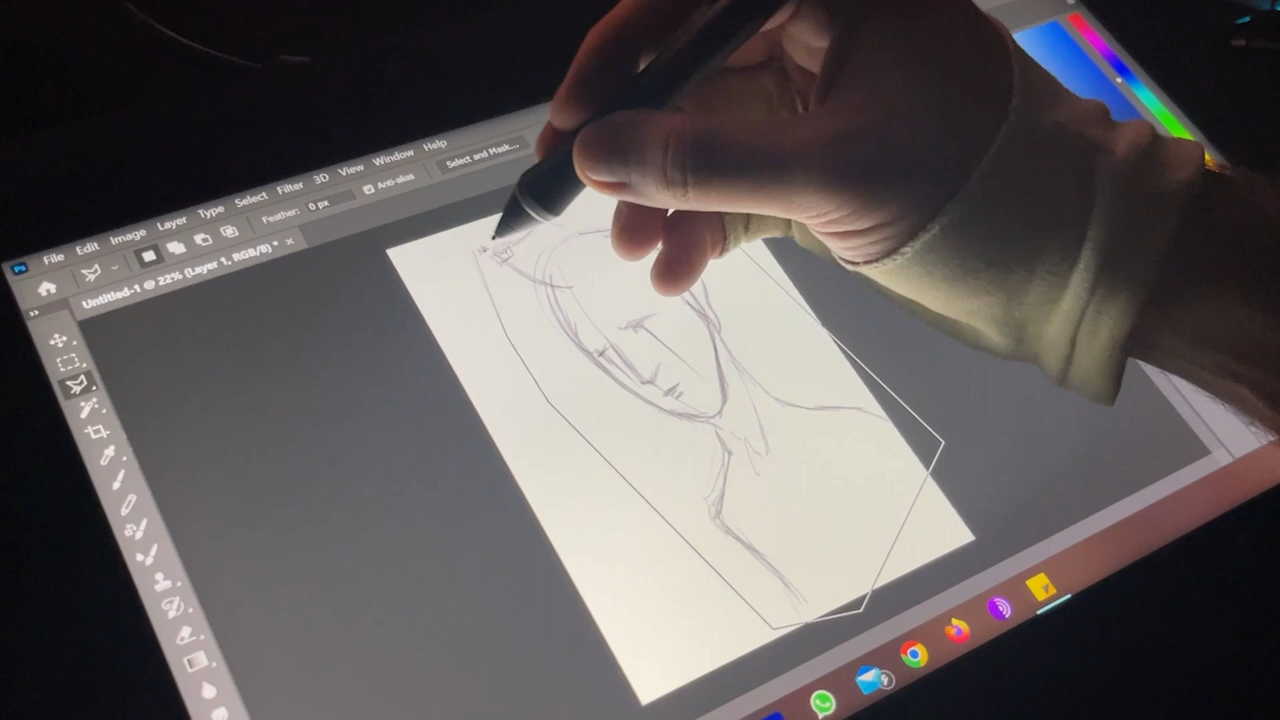 File Edit Image Layer Type Select Filter 3D View Window Help
Feather: 0 px Anti-alias Select and Mask...
Untitled-1 @ 22% (Layer 1, RGB/8) *
Ps